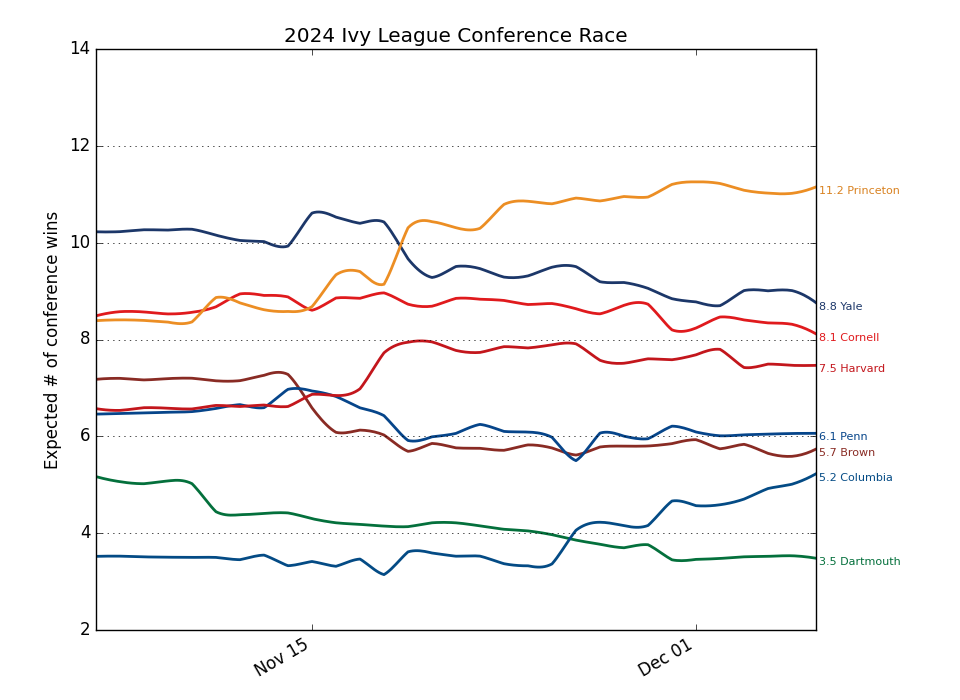 2024 Ivy League Conference Race
Expected # of conference wins
14
12
10
8
6
4
2
Nov 15
Dec 01
11.2 Princeton
8.8 Yale
8.1 Cornell
7.5 Harvard
6.1 Penn
5.7 Brown
5.2 Columbia
3.5 Dartmouth